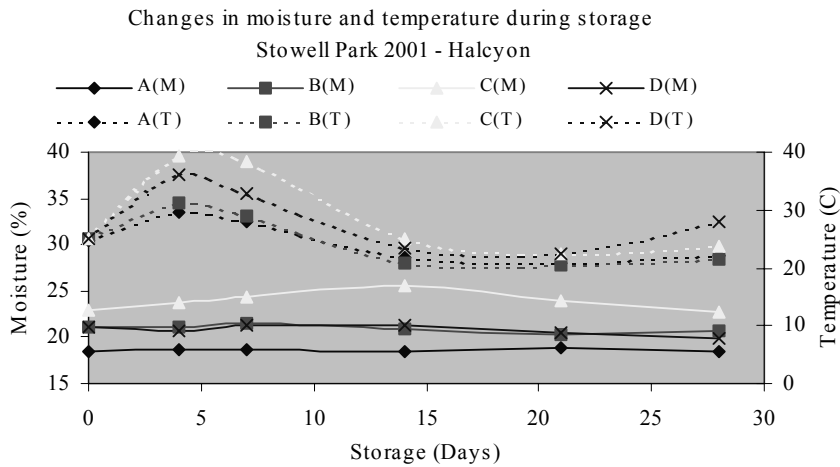 Changes in moisture and temperature during storage
Stowell Park 2001 - Halcyon
A(M) B(M) C(M) D(M)
A(T) B(T) C(T) D(T)
40 40
35
30 30
25 20
20 10
15 0
0 5 10 15 20 25 30
Moisture (%)
Temperature (C)
Storage (Days)